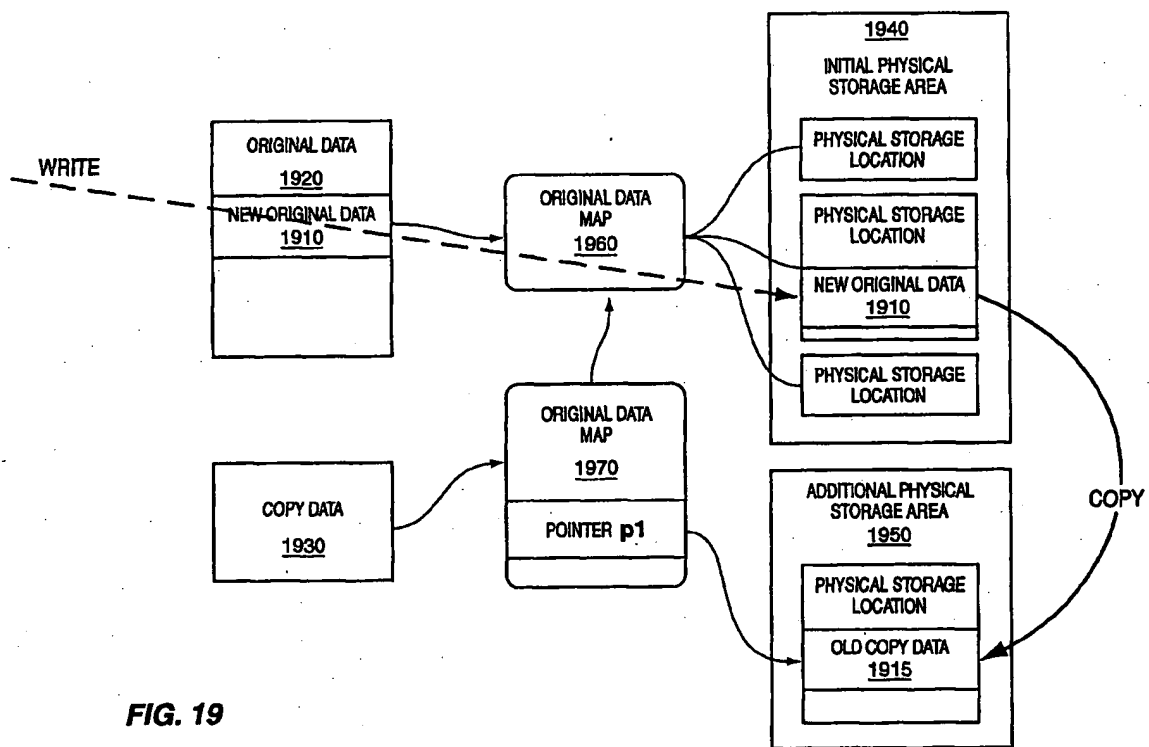 WRITE
ORIGINAL DATA
1920
NEW ORIGINAL DATA
1910
COPY DATA
1930
ORIGINAL DATA
MAP
1960
ORIGINAL DATA
MAP
1970
POINTER p1
1940
INITIAL PHYSICAL
STORAGE AREA
PHYSICAL STORAGE
LOCATION
PHYSICAL STORAGE
LOCATION
NEW ORIGINAL DATA
1910
PHYSICAL STORAGE
LOCATION
COPY
ADDITIONAL PHYSICAL
STORAGE AREA
1950
PHYSICAL STORAGE
LOCATION
OLD COPY DATA
1915
FIG. 19